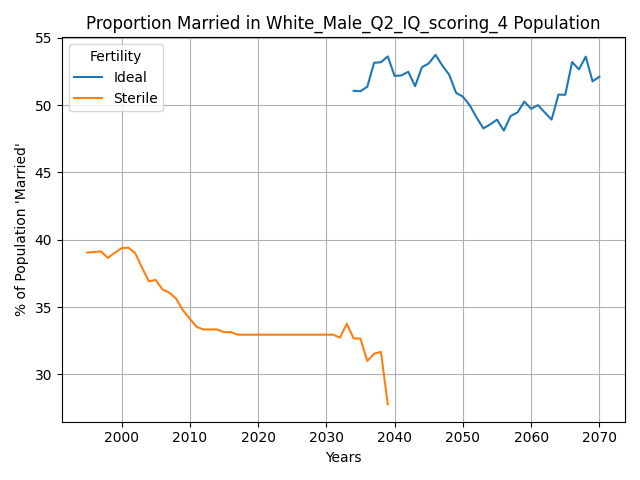 Proportion Married in White_Male_Q2_IQ_scoring_4 Population
Fertility
Ideal
Sterile
% of Population 'Married'
55
50
45
40
35
30
2000 2010 2020 2030 2040 2050 2060 2070
Years